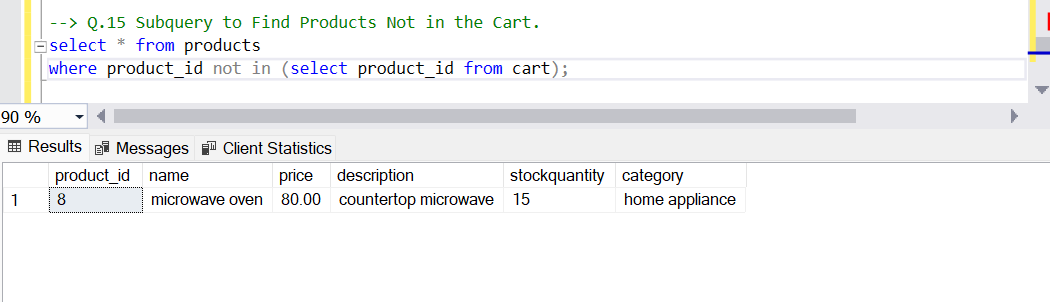 --> Q.15 Subquery to Find Products Not in the Cart.
select * from products
where product_id not in (select product_id from cart);
90 %
Results Messages Client Statistics
product_id name price description stockquantity category
1 8 microwave oven 80.00 countertop microwave 15 home appliance